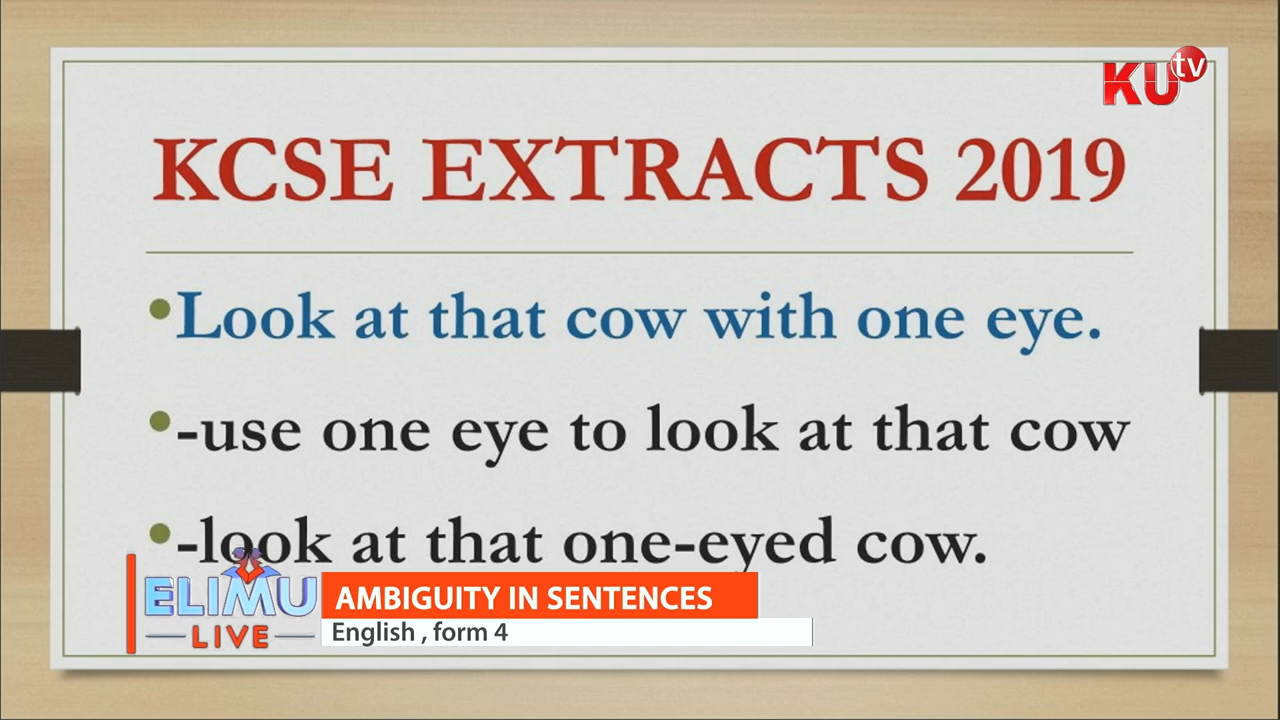 KU tv
KCSE EXTRACTS 2019
•Look at that cow with one eye.
•-use one eye to look at that cow
•-look at that one-eyed cow.
ELIMU
LIVE
AMBIGUITY IN SENTENCES
English , form 4